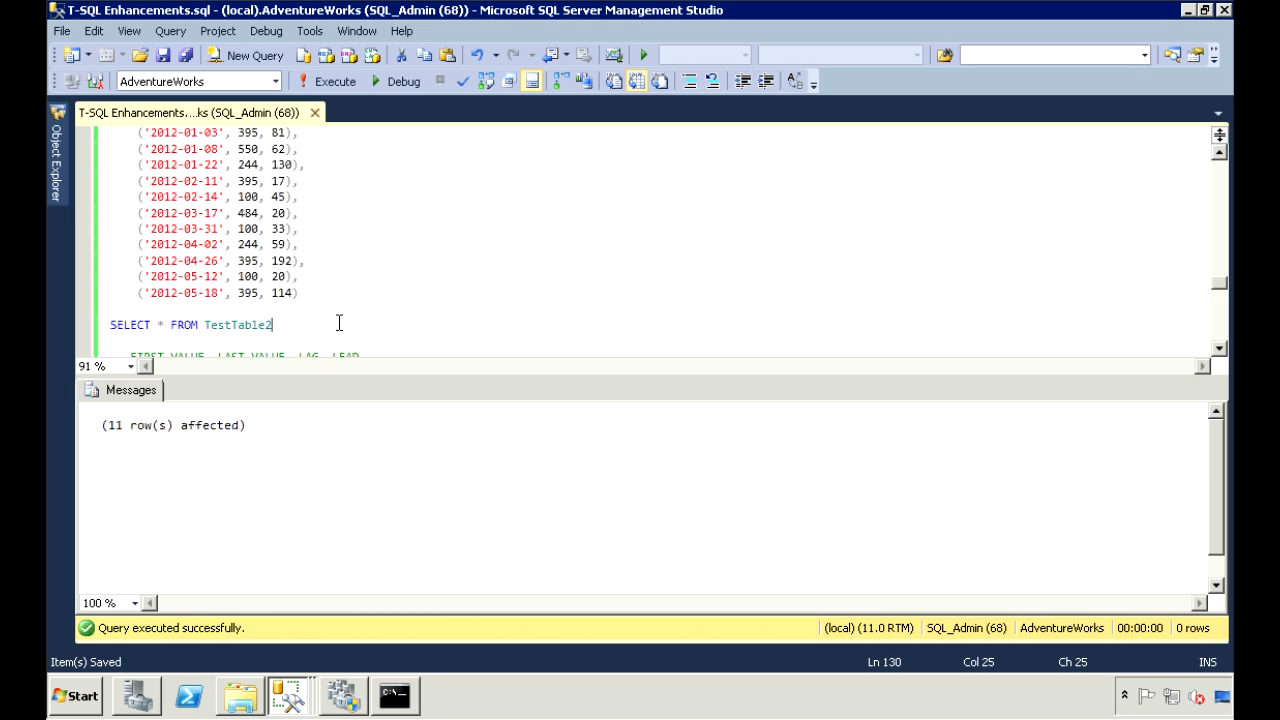 T-SQL Enhancements.sql - (local).AdventureWorks (SQL_Admin (68)) - Microsoft SQL Server Management Studio
File Edit View Query Project Debug Tools Window Help
New Query
AdventureWorks Execute Debug
T-SQL Enhancements....ks (SQL_Admin (68))
Object Explorer
('2012-01-03', 395, 81),
('2012-01-08', 550, 62),
('2012-01-22', 244, 130),
('2012-02-11', 395, 17),
('2012-02-14', 100, 45),
('2012-03-17', 484, 20),
('2012-03-31', 100, 33),
('2012-04-02', 244, 59),
('2012-04-26', 395, 192),
('2012-05-12', 100, 20),
('2012-05-18', 395, 114)
SELECT * FROM TestTable2
FIRST_VALUE, LAST_VALUE, LAG, LEAD
91 %
Messages
(11 row(s) affected)
100 %
Query executed successfully. (local) (11.0 RTM) SQL_Admin (68) AdventureWorks 00:00:00 0 rows
Item(s) Saved Ln 130 Col 25 Ch 25 INS
Start